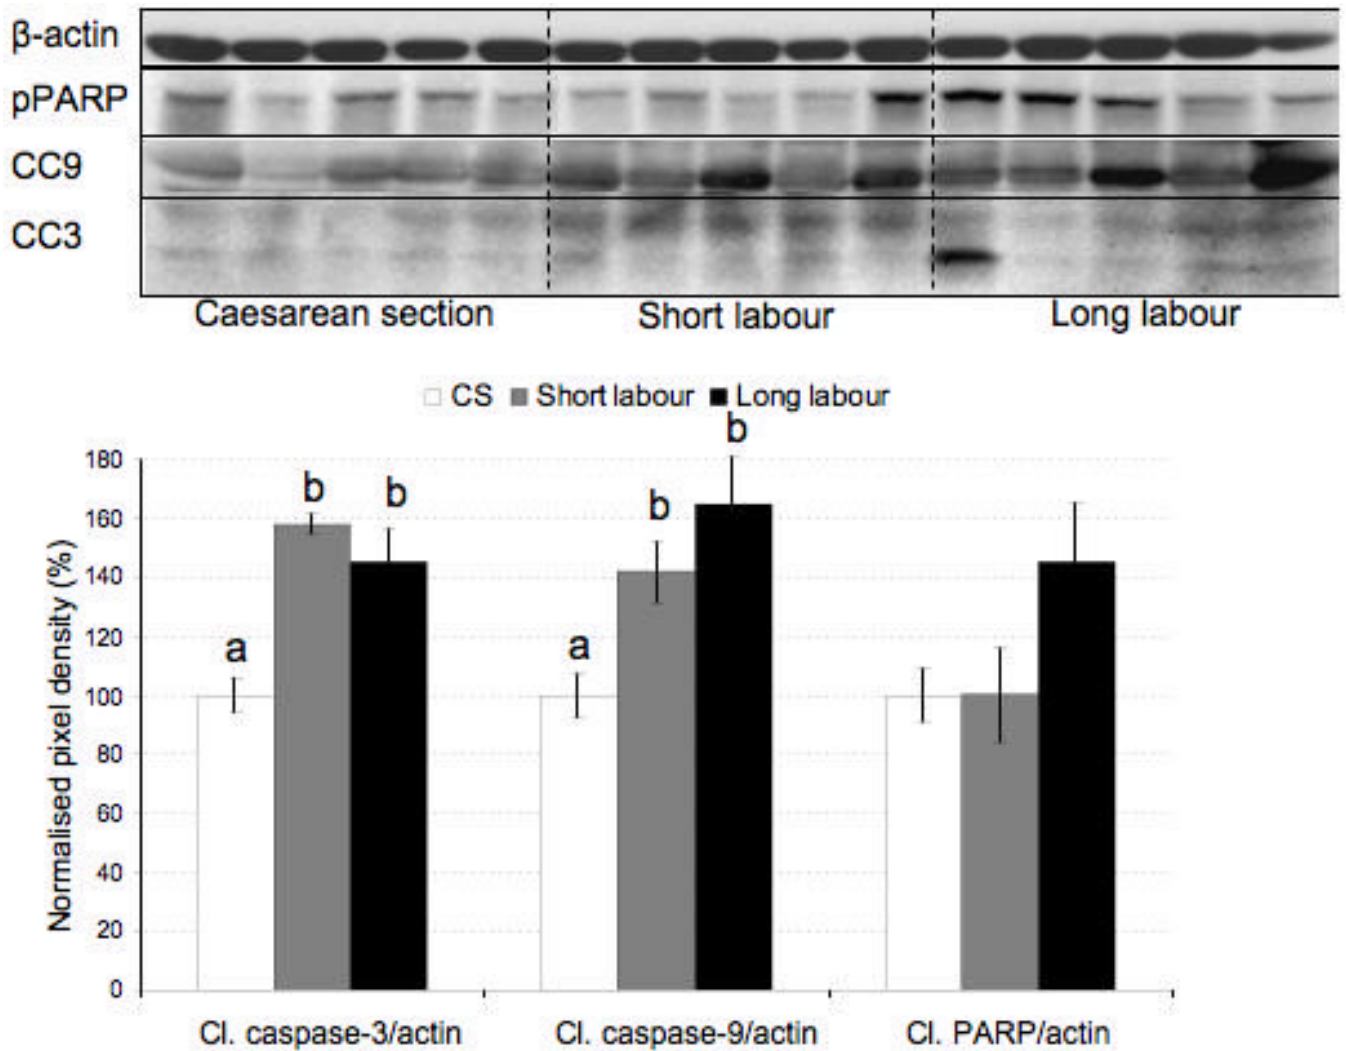 β-actin
pPARP
CC9
CC3
Caesarean section Short labour Long labour
CS Short labour Long labour
b
b b b
a a
180
160
140
120
100
80
60
40
20
0
Normalised pixel density (%)
Cl. caspase-3/actin Cl. caspase-9/actin Cl. PARP/actin